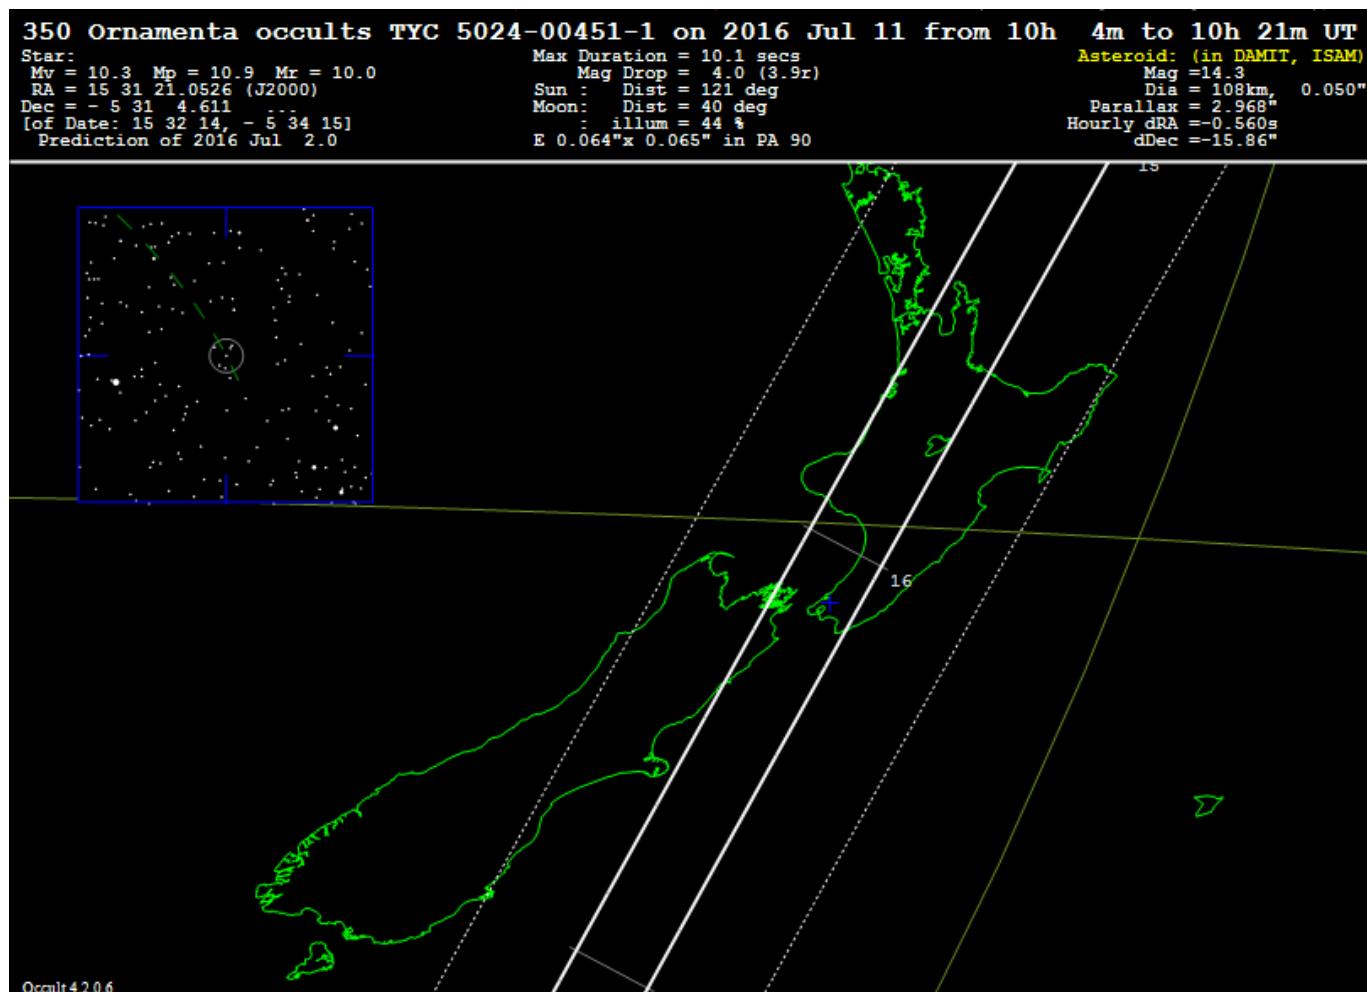 350 Ornamenta occults TYC 5024-00451-1 on 2016 Jul 11 from 10h  4m to 10h 21m UT
Star:
Mv = 10.3  Mp = 10.9  Mr = 10.0
RA = 15 31 21.0526 (J2000)
Dec = - 5 31  4.611   ...
[of Date: 15 32 14, - 5 34 15]
Prediction of 2016 Jul  2.0
Max Duration = 10.1 secs
Mag Drop =  4.0 (3.9r)
Sun :   Dist = 121 deg
Moon:   Dist = 40 deg
:  illum = 44 %
E 0.064"x 0.065" in PA 90
Asteroid: (in DAMIT, ISAM)
Mag =14.3
Dia = 108km,  0.050"
Parallax = 2.968"
Hourly dRA =-0.560s
dDec =-15.86"
15
16
Occult 4.2.0.6